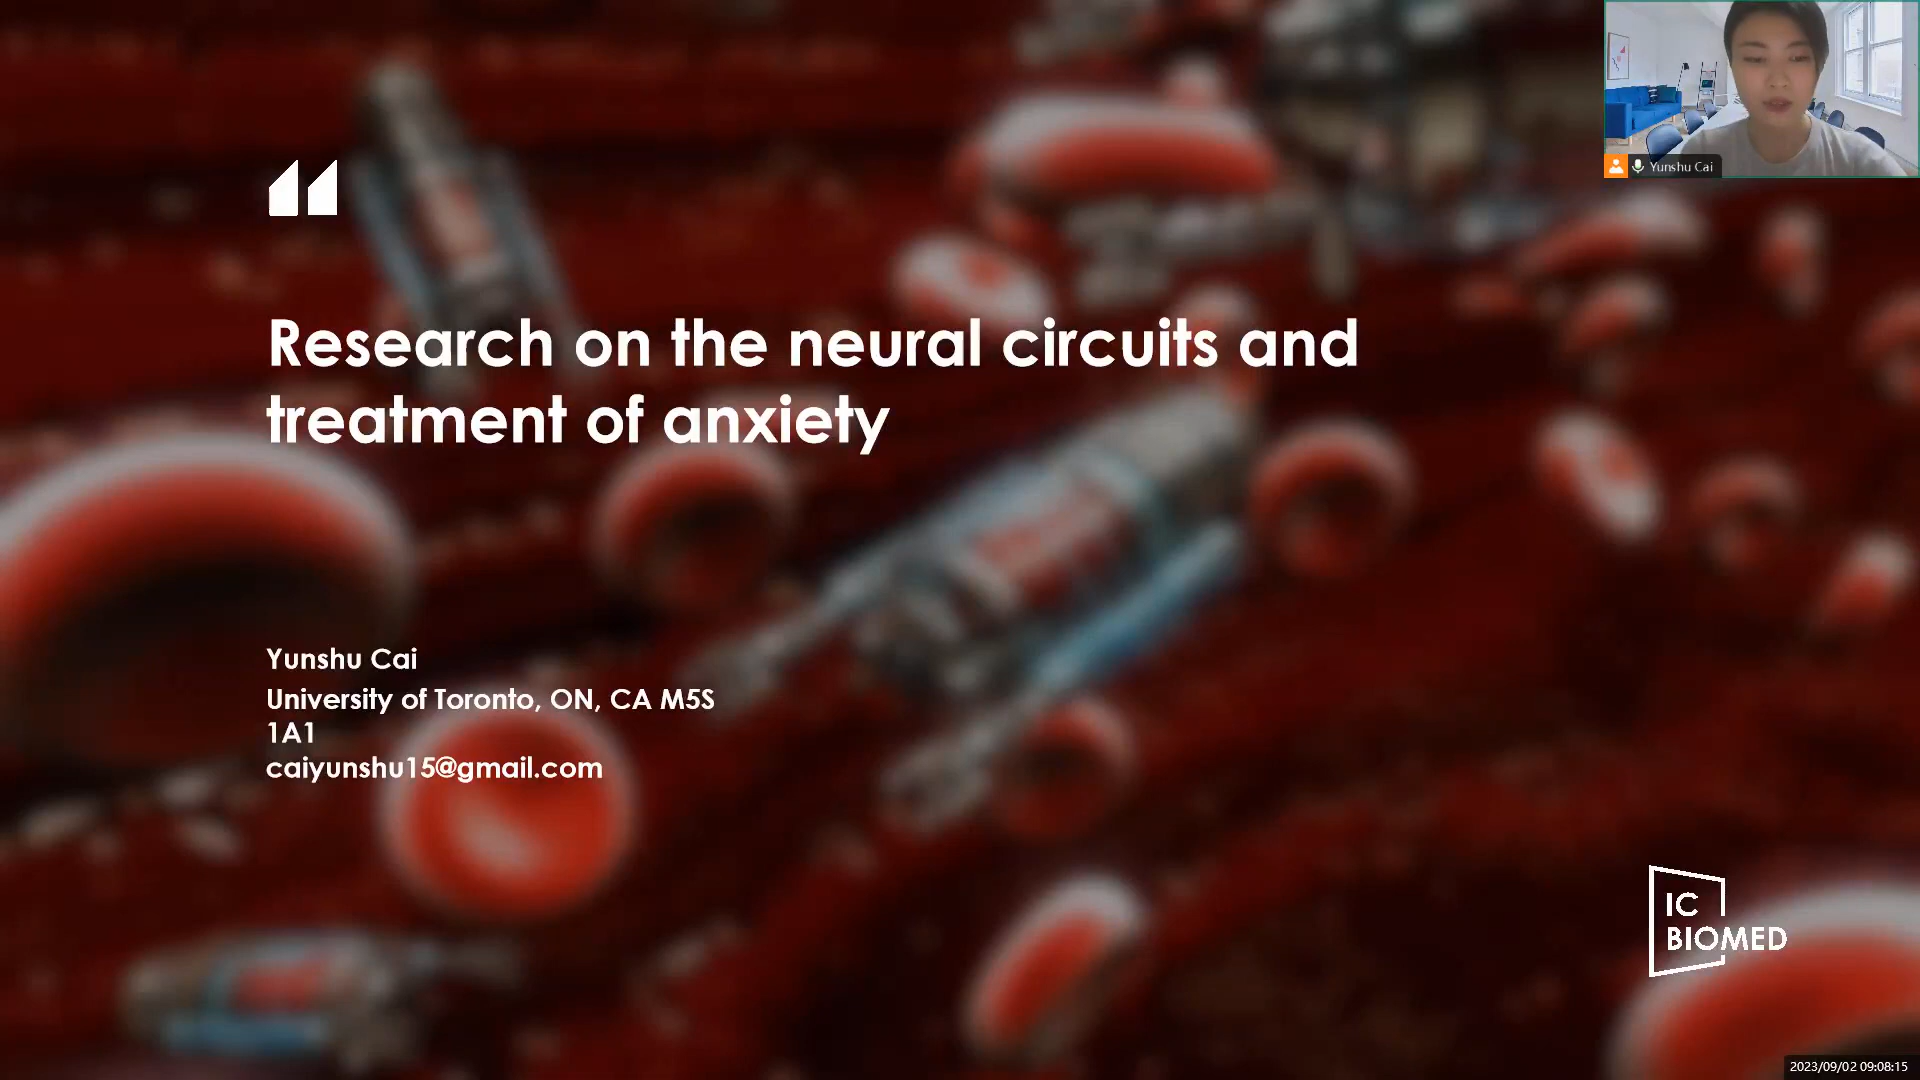 Yunshu Cai
Research on the neural circuits and
treatment of anxiety
Yunshu Cai
University of Toronto, ON, CA M5S
1A1
caiyunshu15@gmail.com
IC
BIOMED
2023/09/02 09:08:15